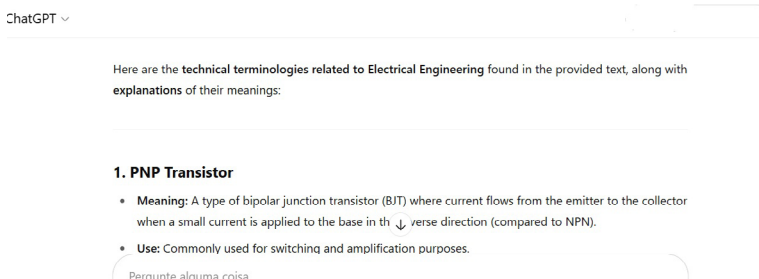 ChatGPT
Here are the technical terminologies related to Electrical Engineering found in the provided text, along with
explanations of their meanings:
1. PNP Transistor
• Meaning: A type of bipolar junction transistor (BJT) where current flows from the emitter to the collector
when a small current is applied to the base in th verse direction (compared to NPN).
• Use: Commonly used for switching and amplification purposes.
Pergunte alguma coisa